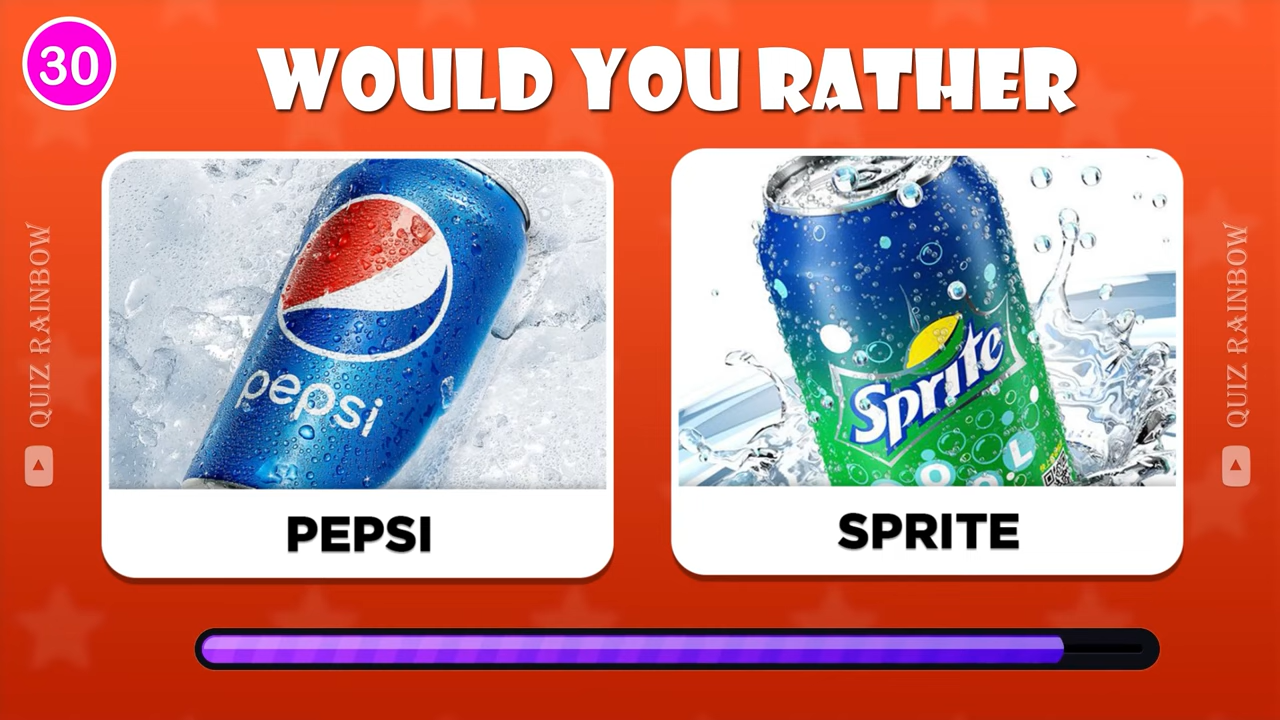 30
WOULD YOU RATHER
pepsi
Sprite
PEPSI
SPRITE
QUIZ RAINBOW
QUIZ RAINBOW